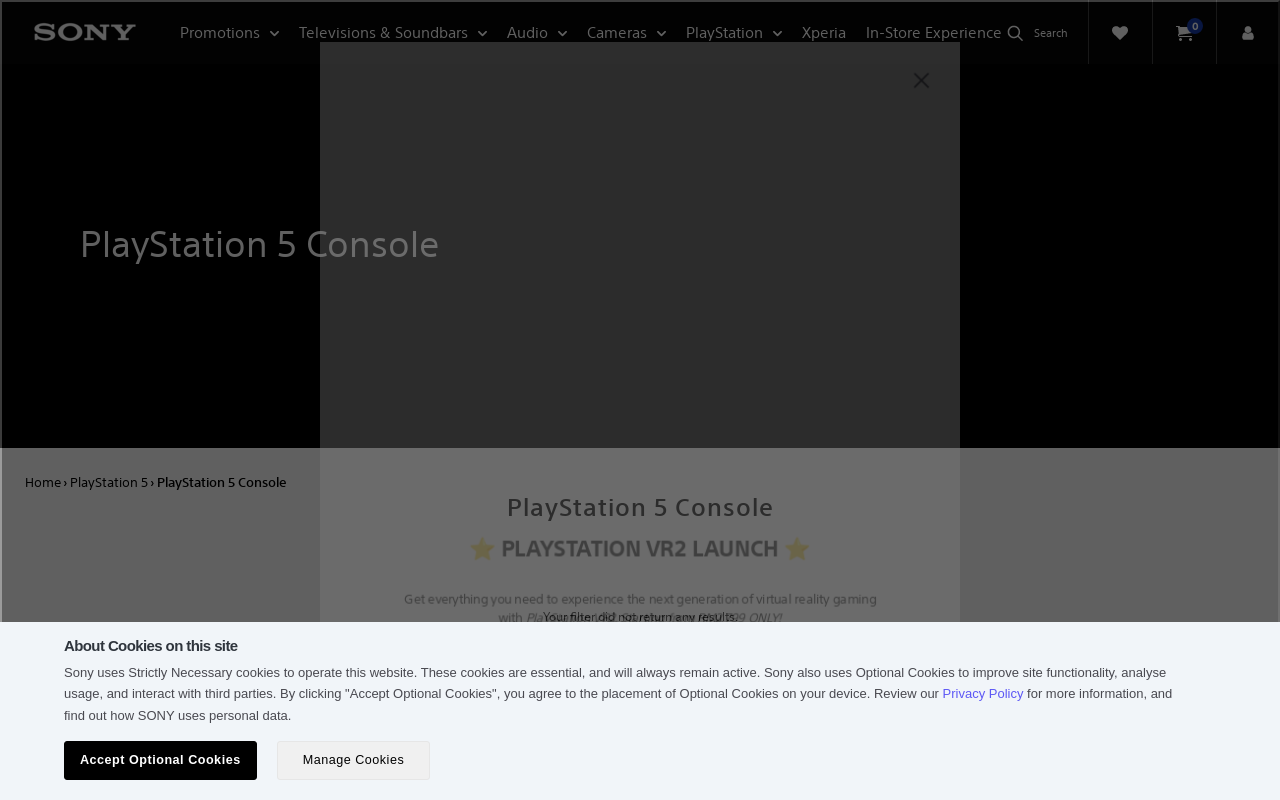 SONY
Promotions
Televisions & Soundbars
Audio
Cameras
PlayStation
Xperia
In-Store Experience
Search
0
PlayStation 5 Console
Home › PlayStation 5 › PlayStation 5 Console
PlayStation 5 Console
⭐ PLAYSTATION VR2 LAUNCH ⭐
Get everything you need to experience the next generation of virtual reality gaming
with
ONLY!
Your filter did not return any results.
About Cookies on this site
Sony uses Strictly Necessary cookies to operate this website. These cookies are essential, and will always remain active. Sony also uses Optional Cookies to improve site functionality, analyse
usage, and interact with third parties. By clicking "Accept Optional Cookies", you agree to the placement of Optional Cookies on your device. Review our Privacy Policy for more information, and
find out how SONY uses personal data.
Accept Optional Cookies
Manage Cookies